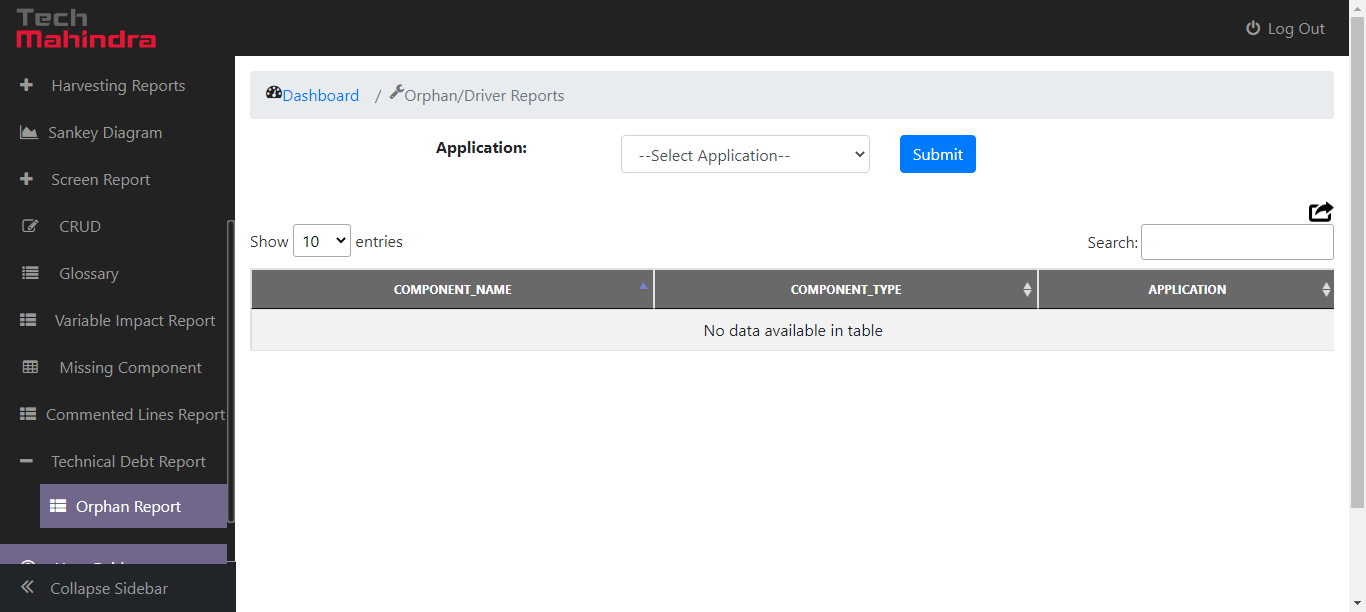 Tech
Mahindra
Log Out
Harvesting Reports
Sankey Diagram
Screen Report
CRUD
Glossary
Variable Impact Report
Missing Component
Commented Lines Report
Technical Debt Report
Orphan Report
Collapse Sidebar
Dashboard / Orphan/Driver Reports
Application: --Select Application-- Submit
Show 10 entries Search:
COMPONENT_NAME COMPONENT_TYPE APPLICATION
No data available in table